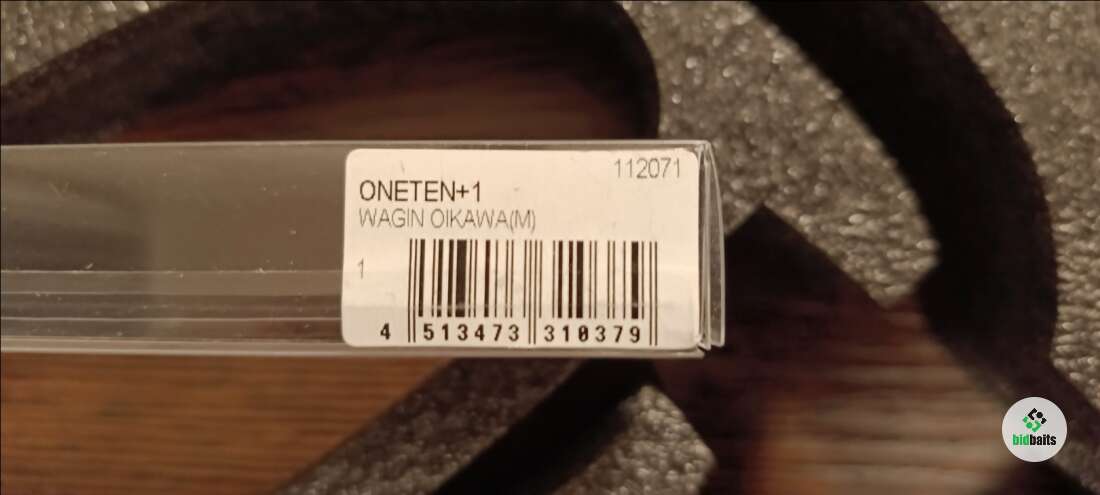 112071
ONETEN+1
WAGIN OIKAWA(M)
1
4 513473 310379
bidbaits